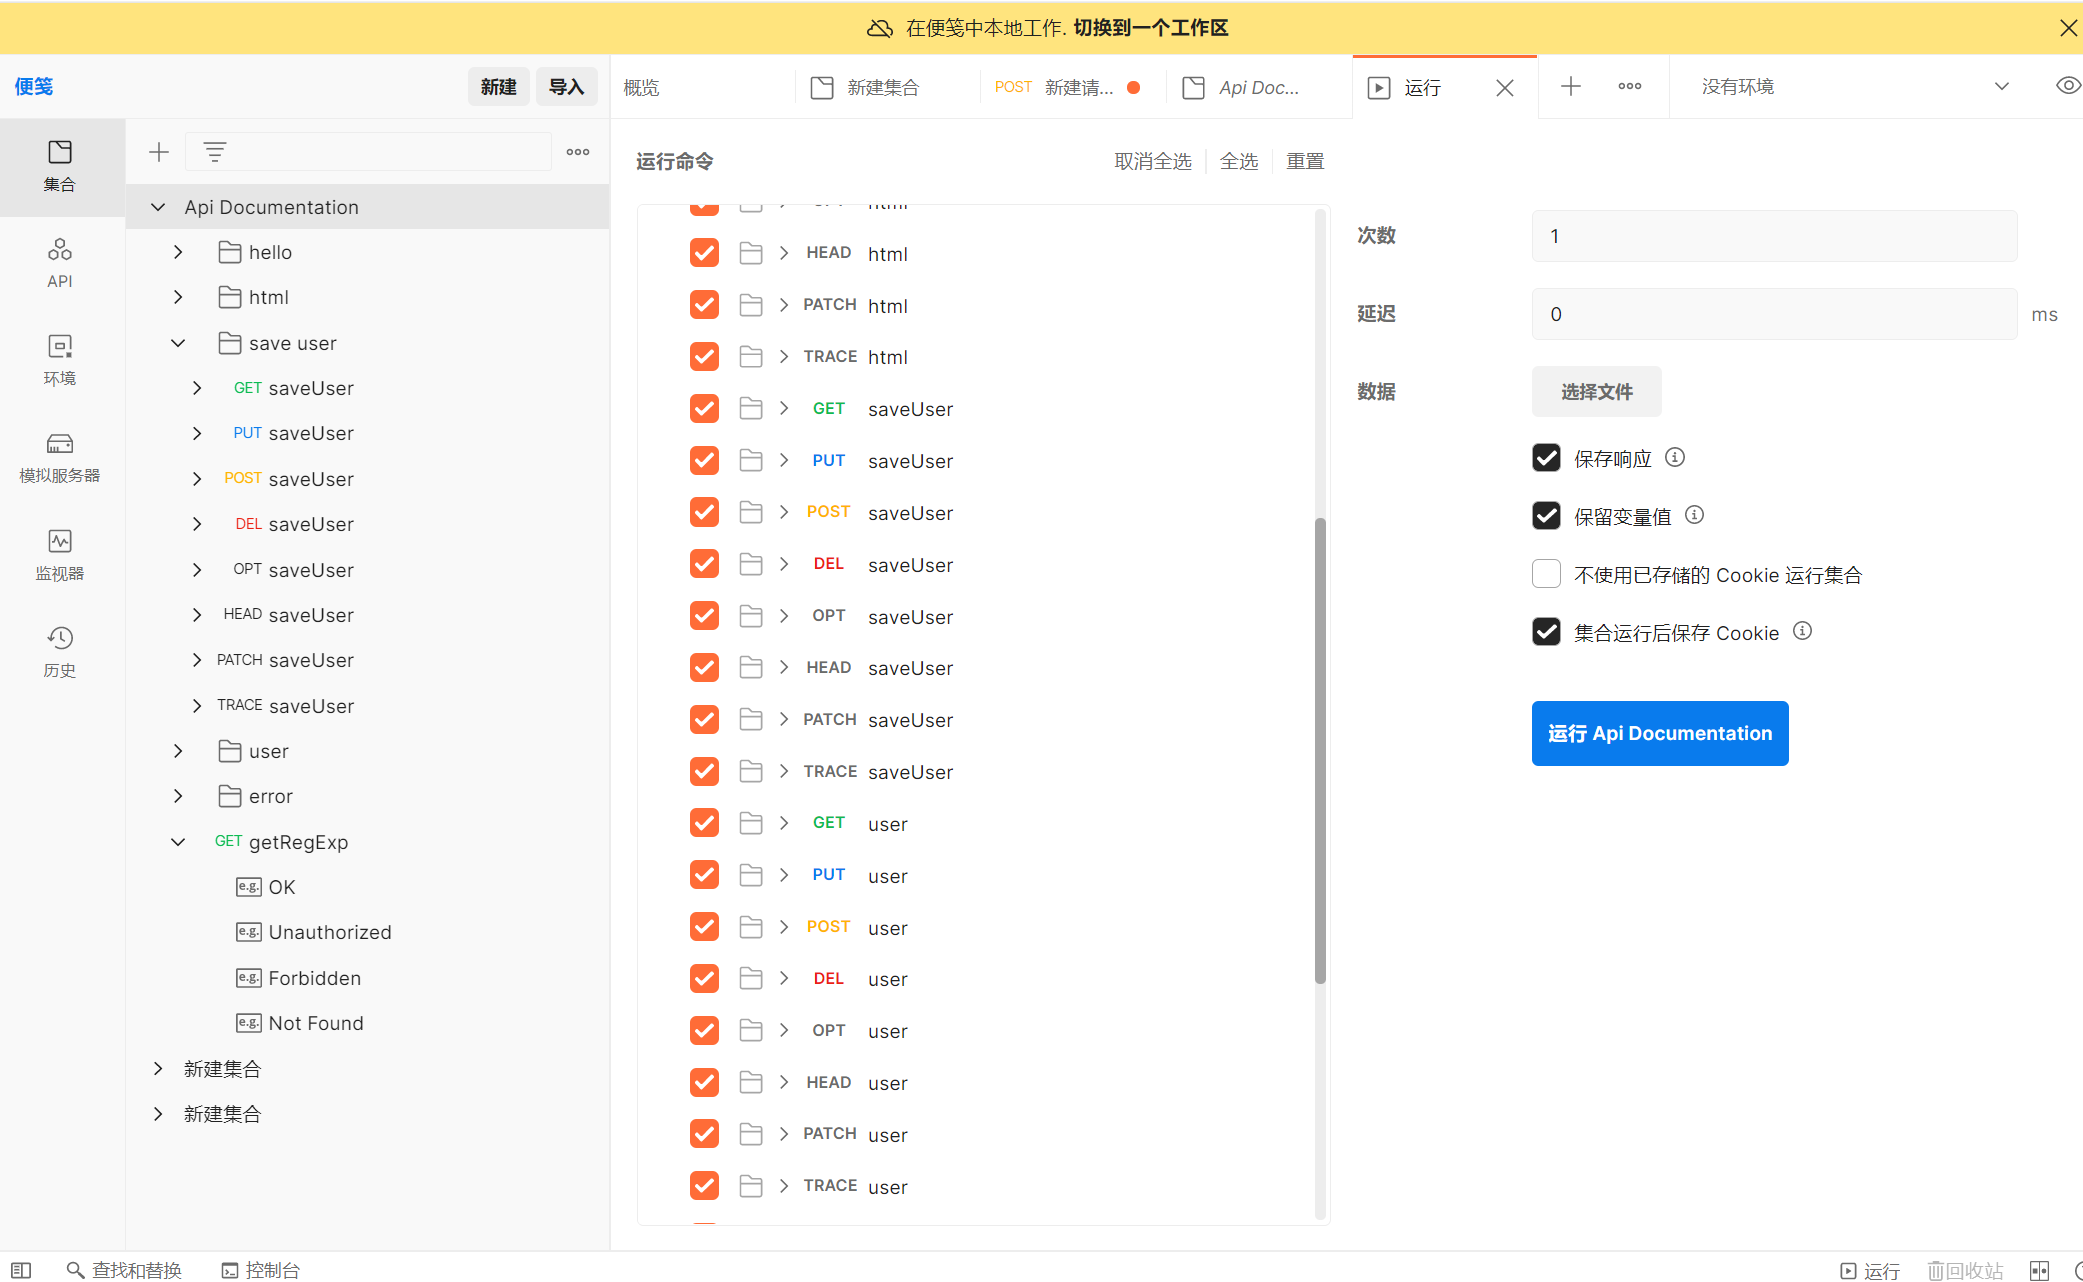 在便笺中本地工作. 切换到一个工作区
便笺
新建
导入
概览
新建集合
POST 新建请...
Api Doc...
运行
没有环境
集合
API
环境
模拟服务器
监视器
历史
Api Documentation
hello
html
save user
GET saveUser
PUT saveUser
POST saveUser
DEL saveUser
OPT saveUser
HEAD saveUser
PATCH saveUser
TRACE saveUser
user
error
GET getRegExp
e.g. OK
e.g. Unauthorized
e.g. Forbidden
e.g. Not Found
新建集合
新建集合
运行命令
取消全选
全选
重置
HEAD html
PATCH html
TRACE html
GET saveUser
PUT saveUser
POST saveUser
DEL saveUser
OPT saveUser
HEAD saveUser
PATCH saveUser
TRACE saveUser
GET user
PUT user
POST user
DEL user
OPT user
HEAD user
PATCH user
TRACE user
次数 1
延迟 0 ms
数据 选择文件
保存响应
保留变量值
不使用已存储的 Cookie 运行集合
集合运行后保存 Cookie
运行 Api Documentation
查找和替换
控制台
运行
回收站